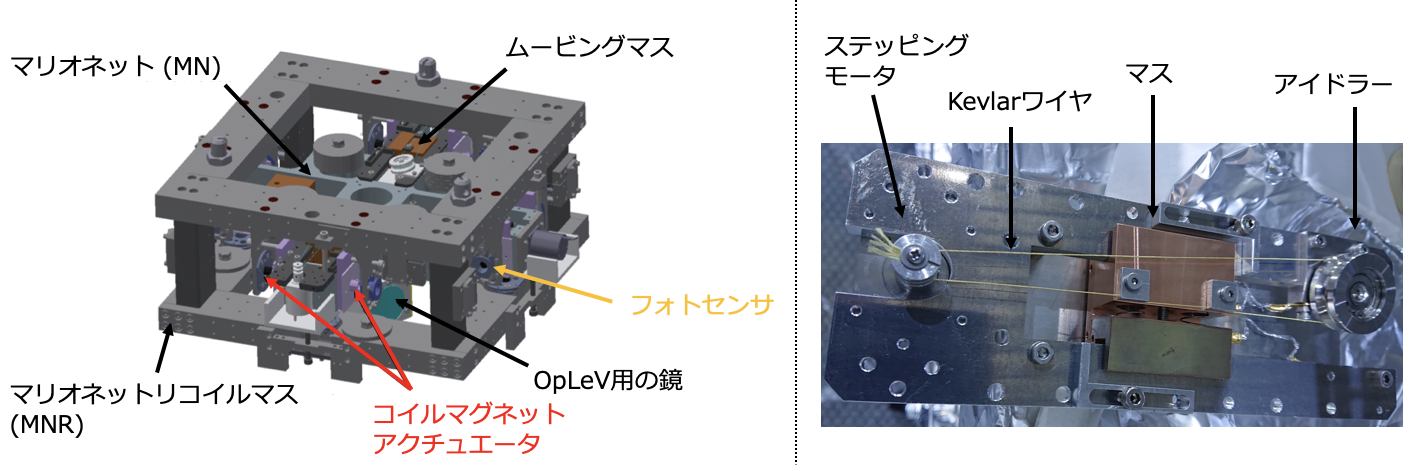 マリオネット (MN)
ムービングマス
フォトセンサ
OpLeV用の鏡
コイルマグネット
アクチュエータ
マリオネットリコイルマス
(MNR)
ステッピング
モータ
Kevlarワイヤ
マス
アイドラー